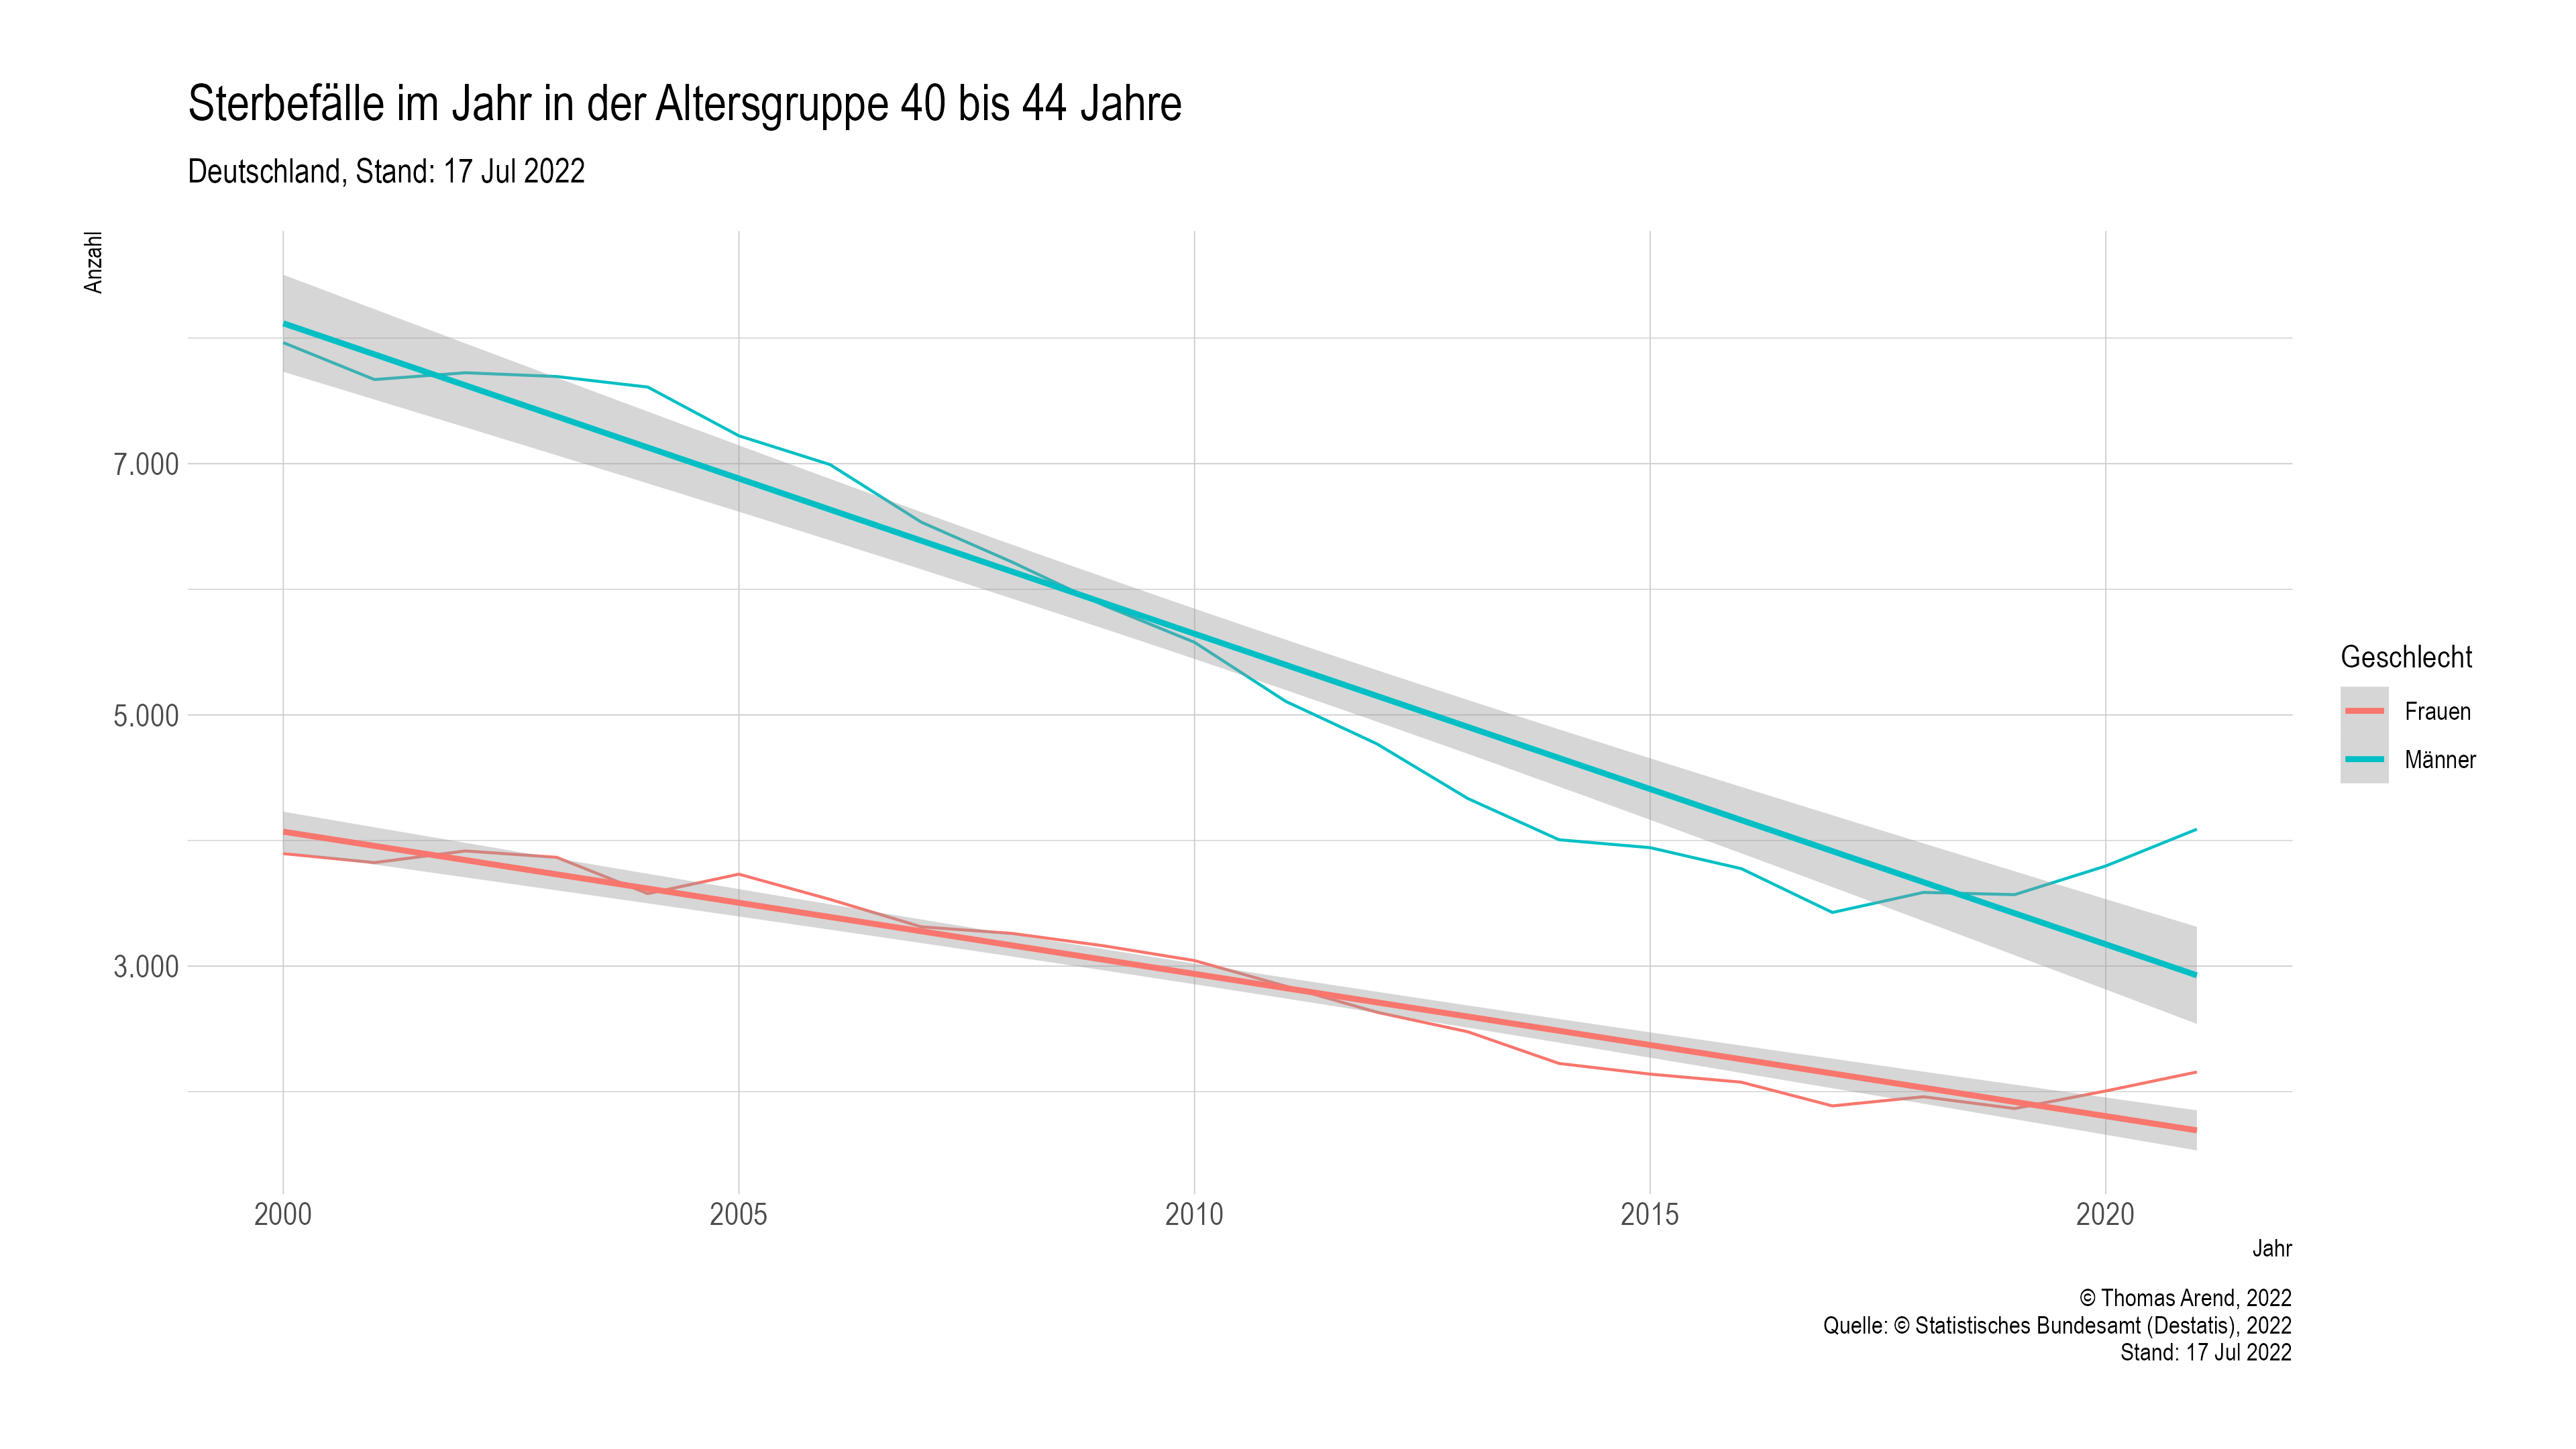 Sterbefälle im Jahr in der Altersgruppe 40 bis 44 Jahre
Deutschland, Stand: 17 Jul 2022
Anzahl
7.000
5.000
3.000
2000
2005
2010
2015
2020
Jahr
Geschlecht
Frauen
Männer
© Thomas Arend, 2022
Quelle: © Statistisches Bundesamt (Destatis), 2022
Stand: 17 Jul 2022